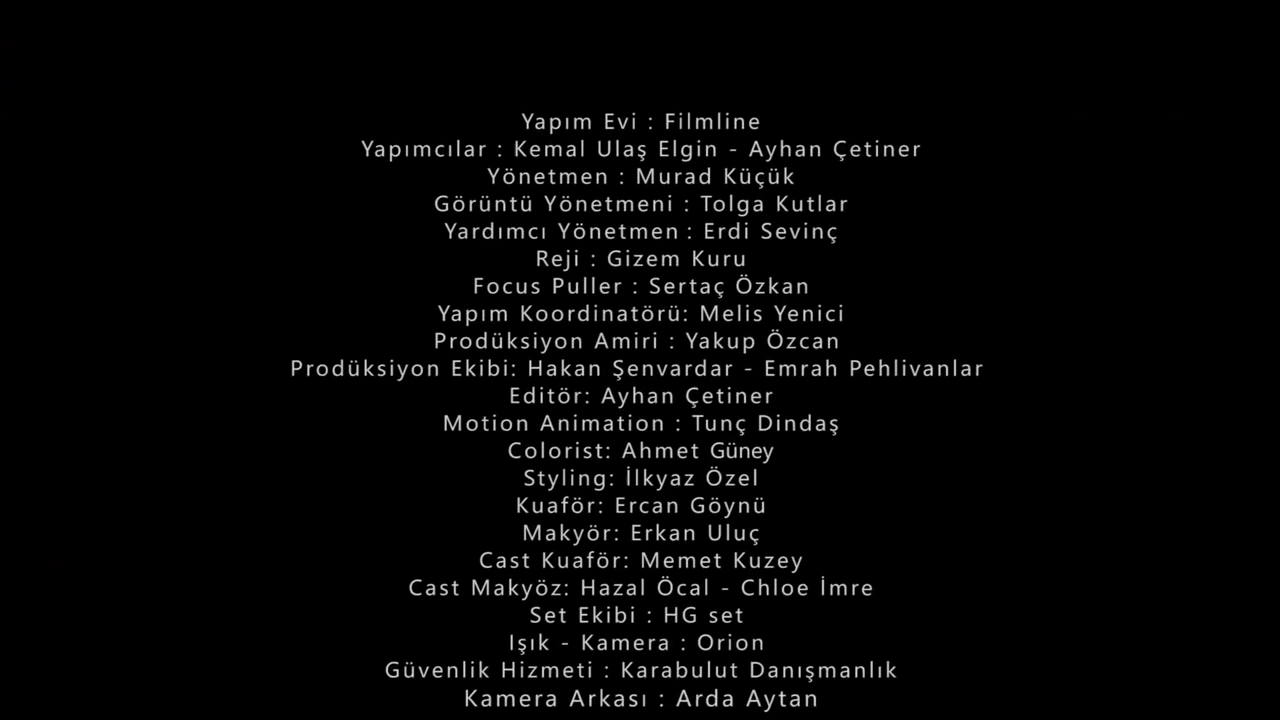 Yapım Evi : Filmline
Yapımcılar : Kemal Ulaş Elgin - Ayhan Çetiner
Yönetmen : Murad Küçük
Görüntü Yönetmeni : Tolga Kutlar
Yardımcı Yönetmen : Erdi Sevinç
Reji : Gizem Kuru
Focus Puller : Sertaç Özkan
Yapım Koordinatörü: Melis Yenici
Prodüksiyon Amiri : Yakup Özcan
Prodüksiyon Ekibi: Hakan Şenvardar - Emrah Pehlivanlar
Editör: Ayhan Çetiner
Motion Animation : Tunç Dindaş
Colorist: Ahmet Güney
Styling: İlkyaz Özel
Kuaför: Ercan Göynü
Makyör: Erkan Uluç
Cast Kuaför: Memet Kuzey
Cast Makyöz: Hazal Öcal - Chloe İmre
Set Ekibi : HG set
Işık - Kamera : Orion
Güvenlik Hizmeti : Karabulut Danışmanlık
Kamera Arkası : Arda Aytan